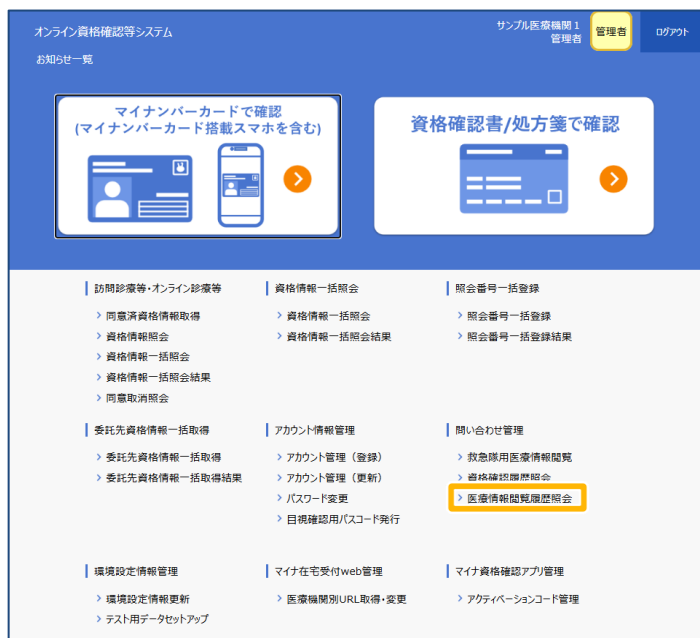 オンライン資格確認等システム
サンプル医療機関1
管理者
管理者
ログアウト
お知らせ一覧
マイナンバーカードで確認
(マイナンバーカード搭載スマホを含む)
資格確認書/処方箋で確認
訪問診療等・オンライン診療等
同意済資格情報取得
資格情報照会
資格情報一括照会
資格情報一括照会結果
同意取消照会
資格情報一括照会
資格情報一括照会
資格情報一括照会結果
照会番号一括登録
照会番号一括登録
照会番号一括登録結果
委託先資格情報一括取得
委託先資格情報一括取得
委託先資格情報一括取得結果
アカウント情報管理
アカウント管理（登録）
アカウント管理（更新）
パスワード変更
目視確認用パスコード発行
問い合わせ管理
救急隊用医療情報閲覧
資格確認履歴照会
医療情報閲覧履歴照会
環境設定情報管理
環境設定情報更新
テスト用データセットアップ
マイナ在宅受付web管理
医療機関別URL取得・変更
マイナ資格確認アプリ管理
アクティベーションコード管理